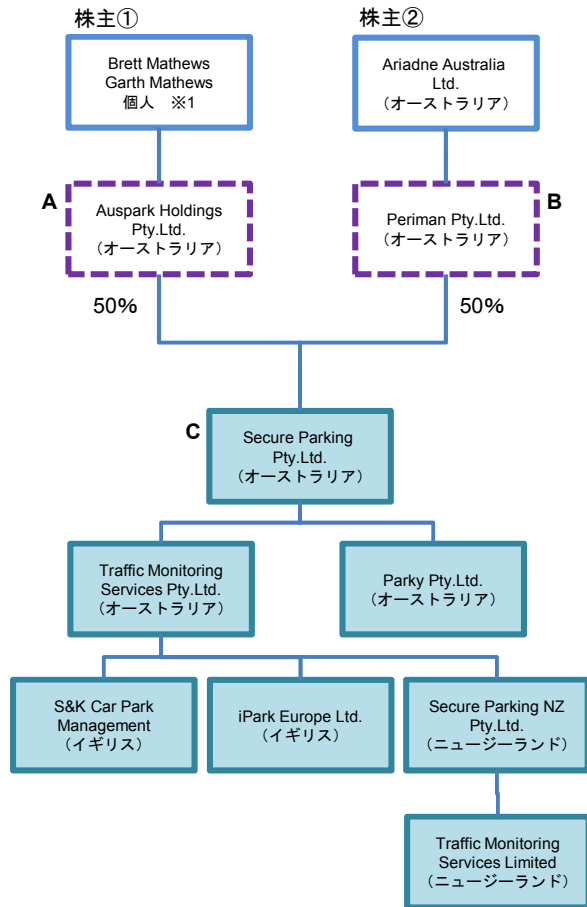 株主①
株主②
Brett Mathews
Garth Mathews
個人 ※1
Ariadne Australia
Ltd.
(オーストラリア)
A
Auspark Holdings
Pty.Ltd.
(オーストラリア)
Periman Pty.Ltd.
(オーストラリア)
B
50%
50%
C
Secure Parking
Pty.Ltd.
(オーストラリア)
Traffic Monitoring
Services Pty.Ltd.
(オーストラリア)
Parky Pty.Ltd.
(オーストラリア)
S&K Car Park
Management
(イギリス)
iPark Europe Ltd.
(イギリス)
Secure Parking NZ
Pty.Ltd.
(ニュージーランド)
Traffic Monitoring
Services Limited
(ニュージーランド)